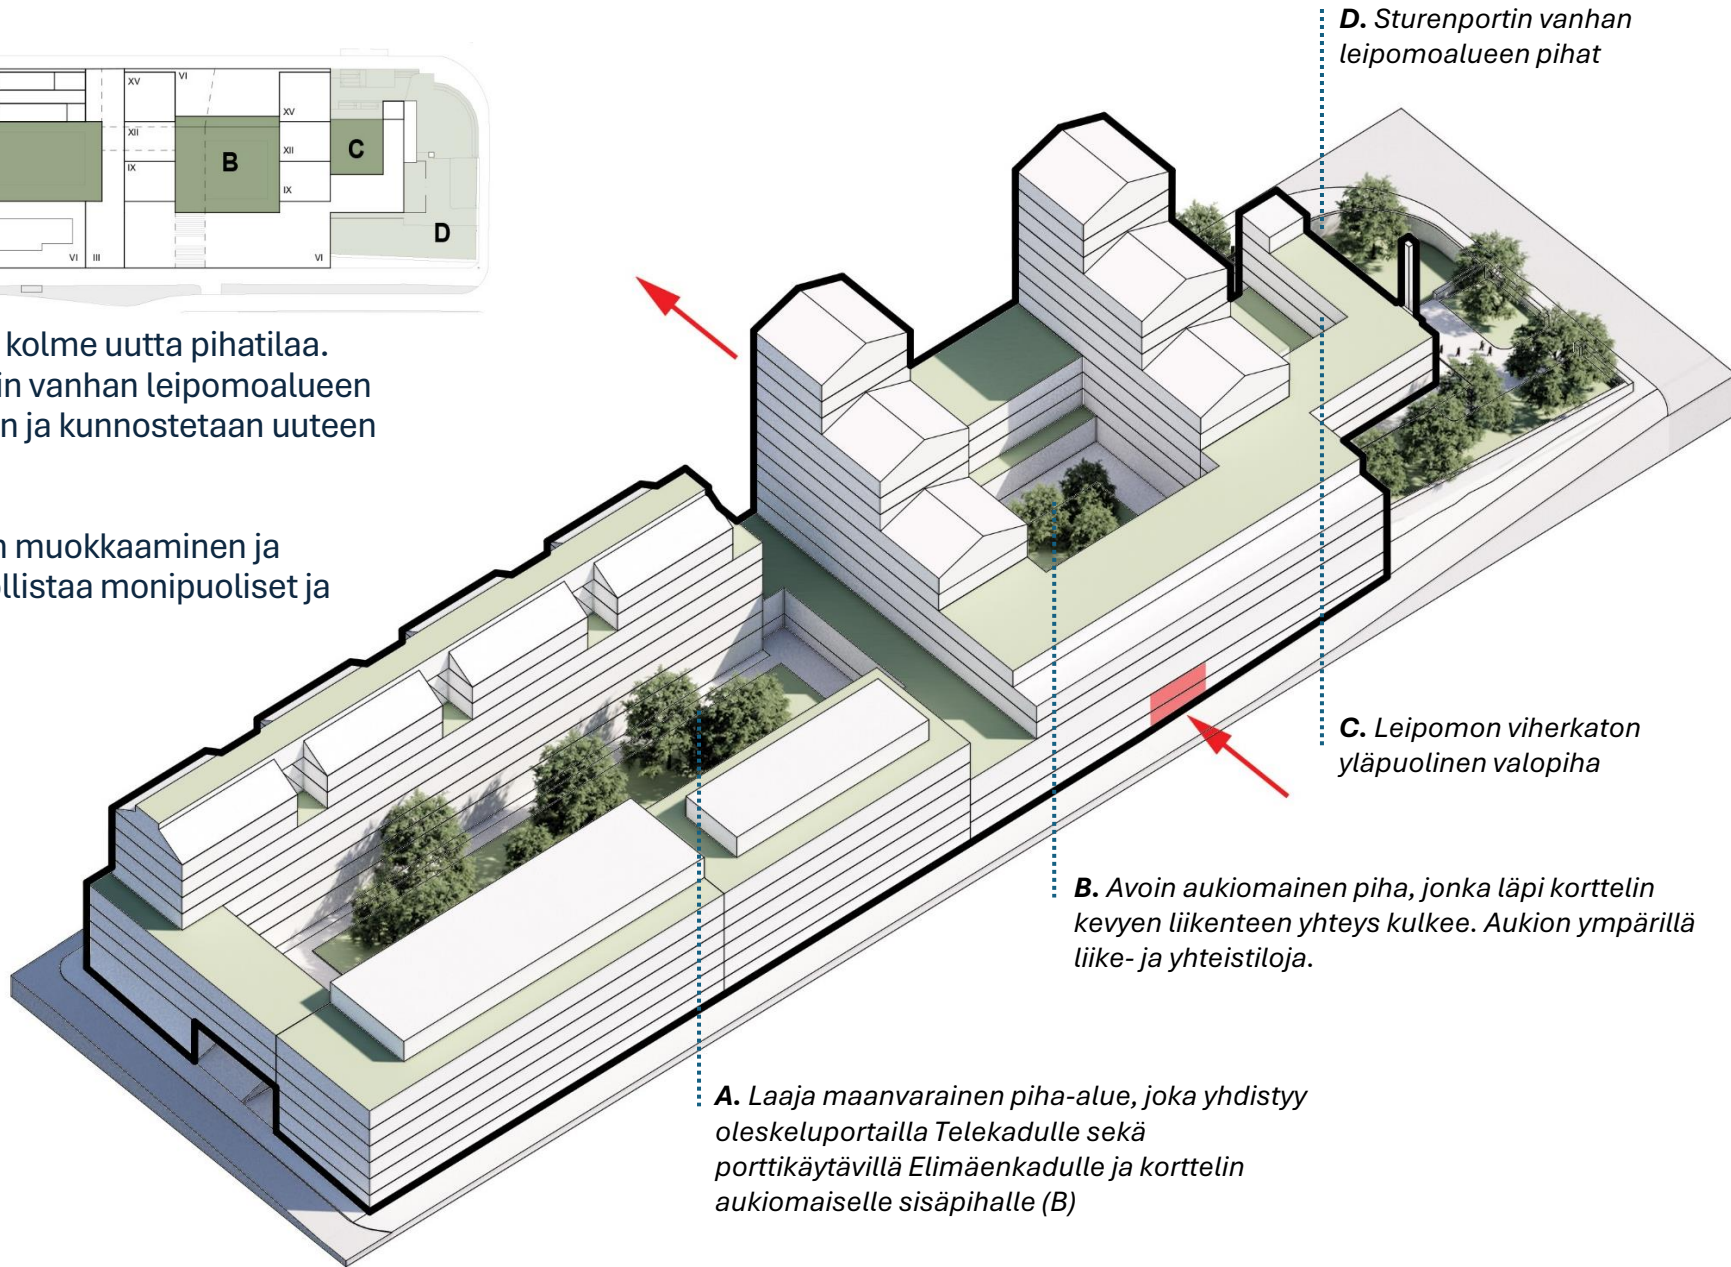 D. Sturenportin vanhan
leipomoalueen pihat
XV
VI
XV
XII
XII
B
C
IX
IX
D
VI
III
VI
kolme uutta pihatilaa.
in vanhan leipomoalueen
n ja kunnostetaan uuteen
n muokkaaminen ja
ollistaa monipuoliset ja
C. Leipomon viherkaton
yläpuolinen valopiha
B. Avoin aukiomainen piha, jonka läpi korttelin
kevyen liikenteen yhteys kulkee. Aukion ympärillä
liike- ja yhteistiloja.
A. Laaja maanvarainen piha-alue, joka yhdistyy
oleskeluportailla Telekadulle sekä
porttikäytävillä Elimäenkadulle ja korttelin
aukiomaiselle sisäpihalle (B)